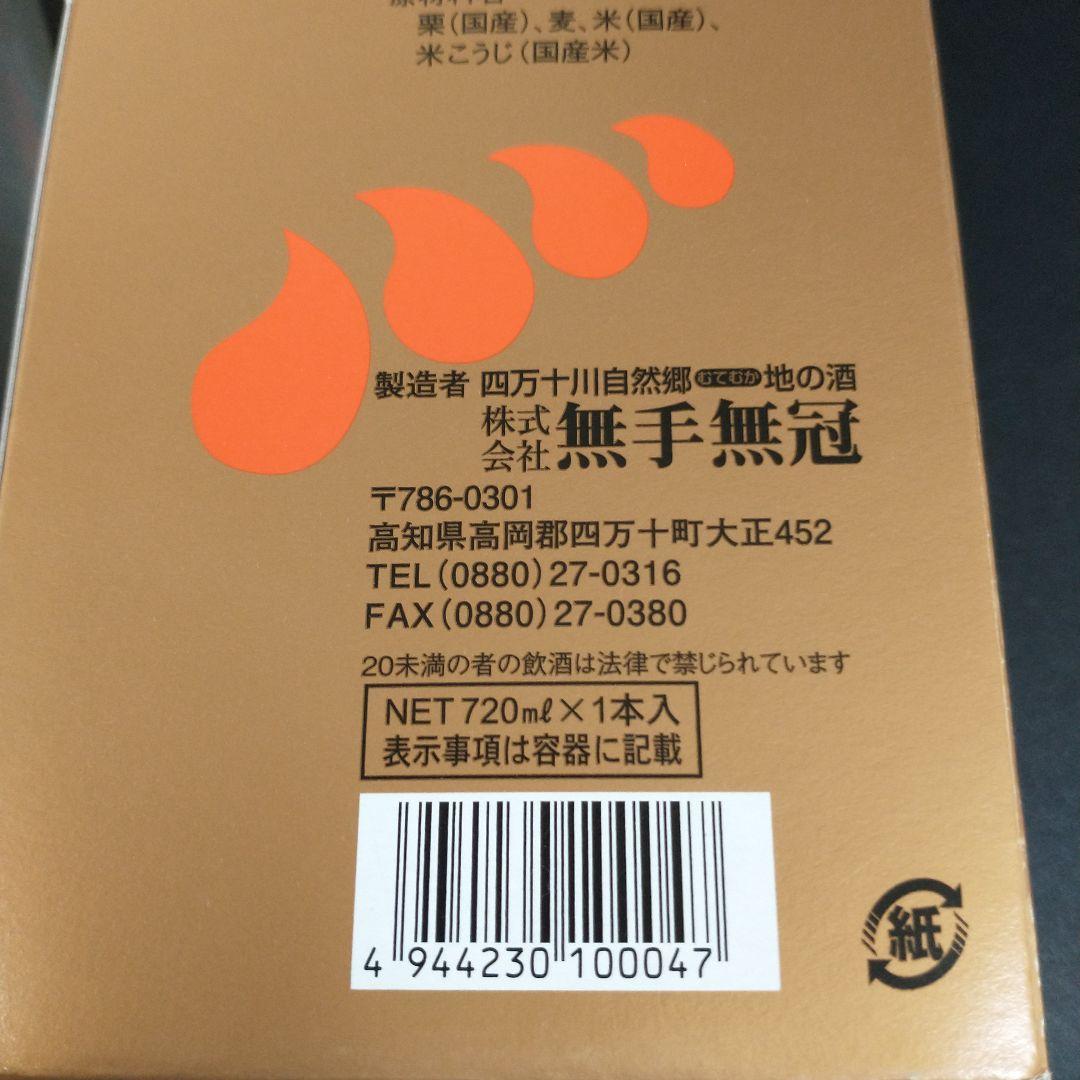 原材料名
栗(国産)、麦、米(国産)、
米こうじ(国産米)
製造者 四万十川自然郷 むてむか 地の酒
株式会社 無手無冠
〒786-0301
高知県高岡郡四万十町大正452
TEL(0880)27-0316
FAX(0880)27-0380
20未満の者の飲酒は法律で禁じられています
NET 720mℓ×1本入
表示事項は容器に記載
4 944230 100047
紙